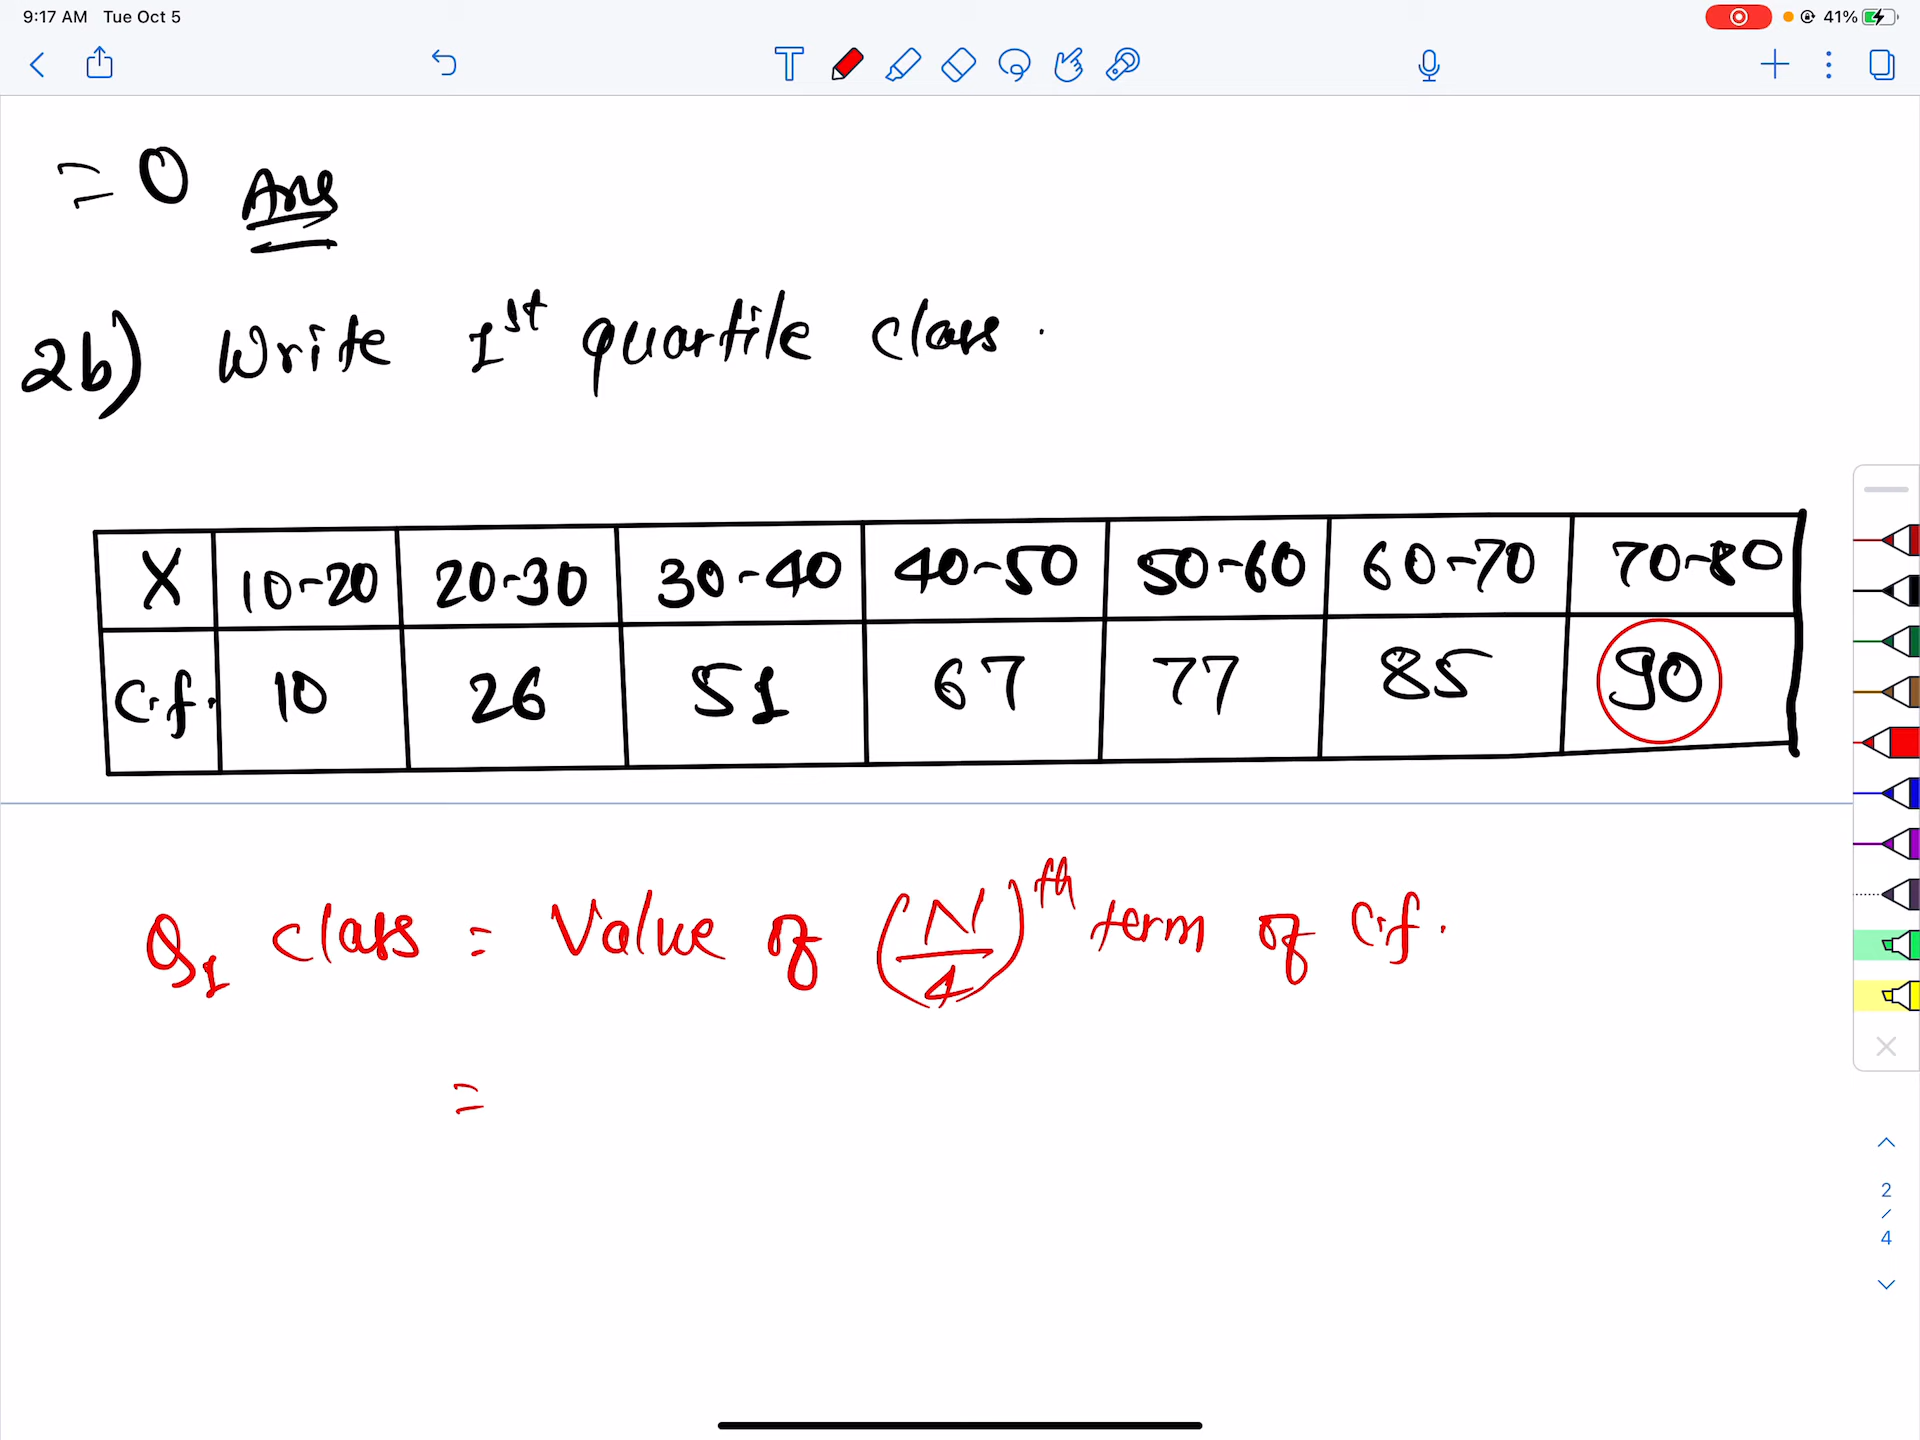 9:17 AM Tue Oct 5 41%
= 0 Ans
2b) Write 1st quartile class.
X 10-20 20-30 30-40 40-50 50-60 60-70 70-80
C.f. 10 26 51 67 77 85 90
Q1 class = Value of (N/4)th term of C.f.
=
2
/
4